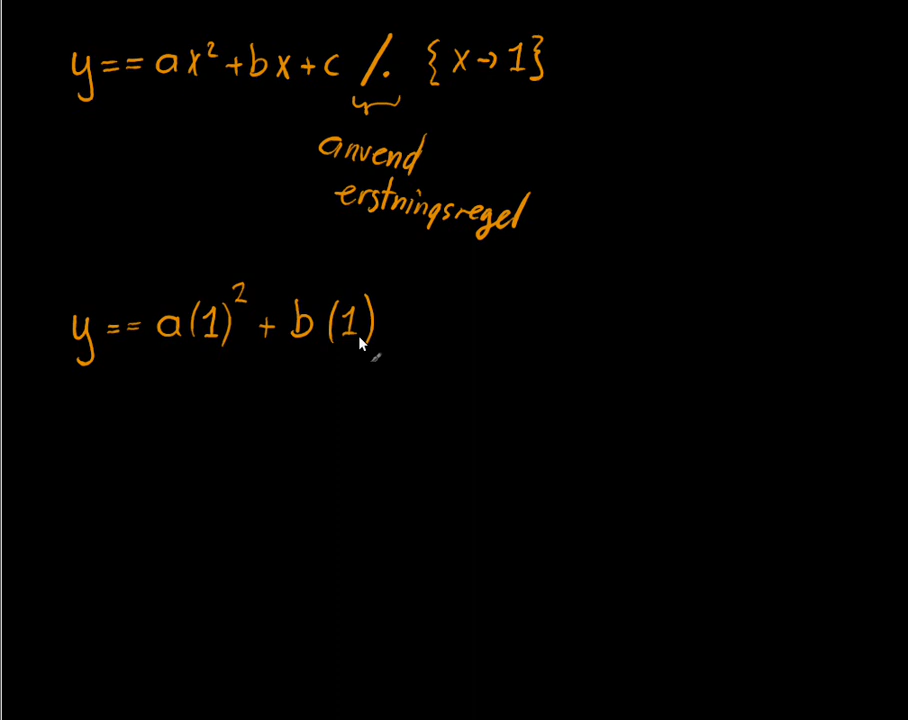 y == ax² + bx + c /. {x → 1}
anvend
erstningsregel
y == a(1)² + b(1)